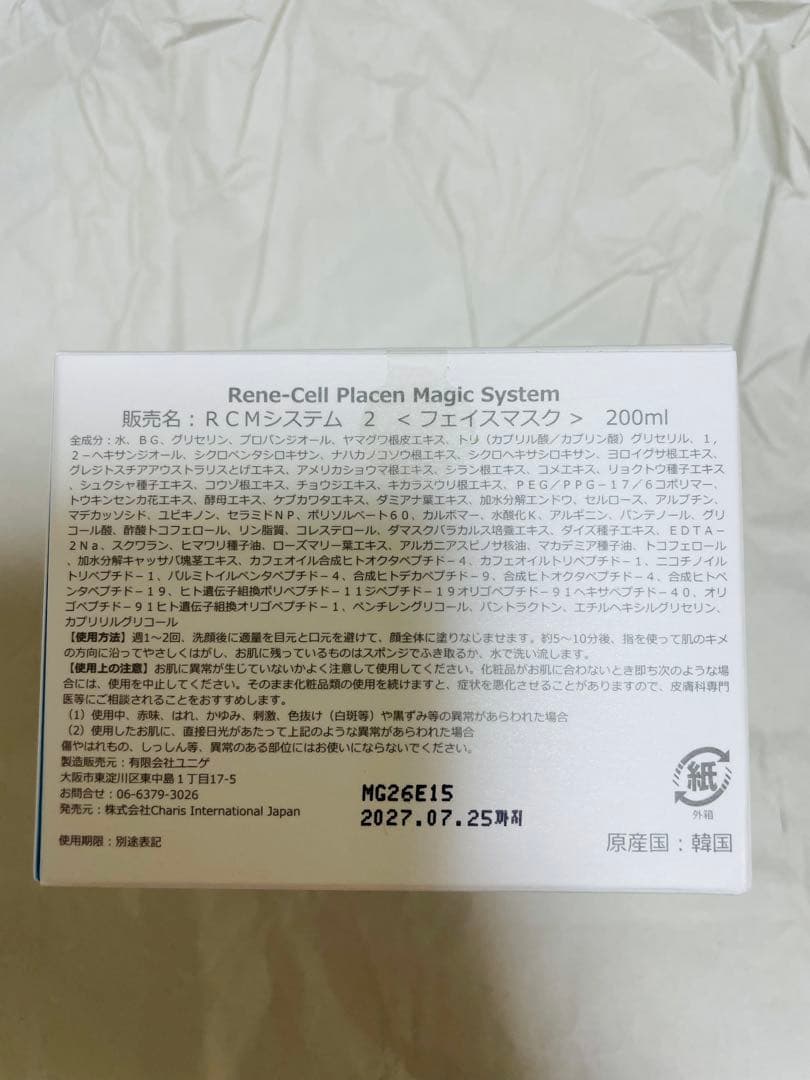 Rene-Cell Placen Magic System
販売名：ＲＣＭシステム　２　＜フェイスマスク＞　200ml
全成分：水、ＢＧ、グリセリン、プロパンジオール、ヤマグワ根皮エキス、トリ（カプリル酸／カプリン酸）グリセリル、１，
２－ヘキサンジオール、シクロペンタシロキサン、ナハカノコソウ根エキス、シクロヘキサシロキサン、ヨロイグサ根エキス、
グレジトスチアアウストラリスとげエキス、アメリカショウマ根エキス、シラン根エキス、コメエキス、リョクトウ種子エキス
、シュクシャ種子エキス、コウゾ根エキス、チョウジエキス、キカラスウリ根エキス、ＰＥＧ／ＰＰＧ－１７／６コポリマー、
トウキンセンカ花エキス、酵母エキス、ケブカワタエキス、ダミアナ葉エキス、加水分解エンドウ、セルロース、アルブチン、
マデカッソシド、ユビキノン、セラミドＮＰ、ポリソルベート６０、カルボマー、水酸化Ｋ、アルギニン、パンテノール、グリ
コール酸、酢酸トコフェロール、リン脂質、コレステロール、ダマスクバラカルス培養エキス、ダイズ種子エキス、ＥＤＴＡ－
２Ｎａ、スクワラン、ヒマワリ種子油、ローズマリー葉エキス、アルガニアスピノサ核油、マカデミア種子油、トコフェロール
、加水分解キャッサバ塊茎エキス、カフェオイル合成ヒトオクタペプチド－４、カフェオイルトリペプチド－１、ニコチノイル
トリペプチド－１、パルミトイルペンタペプチド－４、合成ヒトデカペプチド－９、合成ヒトオクタペプチド－４、合成ヒトペ
ンタペプチド－１９、ヒト遺伝子組換ポリペプチド－１１ジペプチド－１９オリゴペプチド－９１ヘキサペプチド－４０、オリ
ゴペプチド－９１ヒト遺伝子組換オリゴペプチド－１、ペンチレングリコール、パントラクトン、エチルヘキシルグリセリン、
カプリリルグリコール
【使用方法】週1～2回、洗顔後に適量を目元と口元を避けて、顔全体に塗りなじませます。約5～10分後、指を使って肌のキメ
の方向に沿ってやさしくはがし、お肌に残っているものはスポンジでふき取るか、水で洗い流します。
【使用上の注意】お肌に異常が生じていないかよく注意して使用してください。化粧品がお肌に合わないとき即ち次のような場
合には、使用を中止してください。そのまま化粧品類の使用を続けますと、症状を悪化させることがありますので、皮膚科専門
医等にご相談されることをおすすめします。
（1）使用中、赤味、はれ、かゆみ、刺激、色抜け（白斑等）や黒ずみ等の異常があらわれた場合
（2）使用したお肌に、直接日光があたって上記のような異常があらわれた場合
傷やはれもの、しっしん等、異常のある部位にはお使いにならないでください。
製造販売元：有限会社ユニゲ
大阪市東淀川区東中島１丁目17-5
お問合せ：06-6379-3026
発売元：株式会社Charis International Japan
使用期限：別途表記
MG26E15
2027.07.25까지
紙
外箱
原産国：韓国